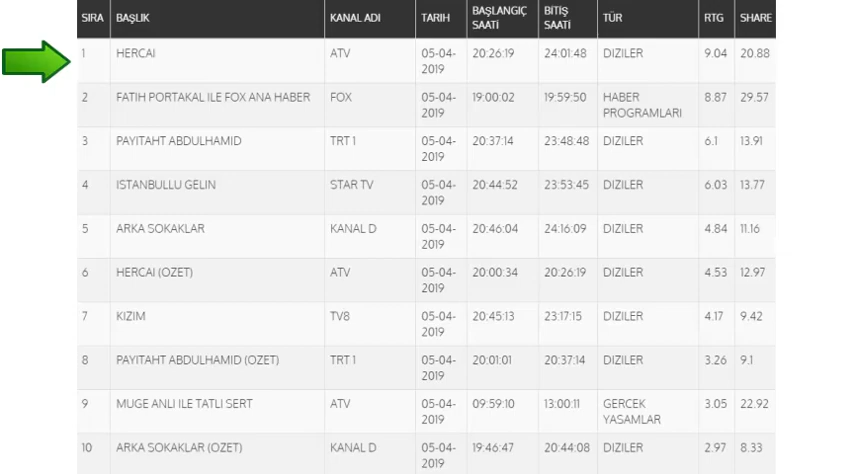 SIRA BAŞLIK KANAL ADI TARIH BAŞLANGIÇ SAATİ BİTİŞ SAATİ TÜR RTG SHARE
1 HERCAI ATV 05-04-2019 20:26:19 24:01:48 DIZILER 9.04 20.88
2 FATIH PORTAKAL ILE FOX ANA HABER FOX 05-04-2019 19:00:02 19:59:50 HABER PROGRAMLARI 8.87 29.57
3 PAYITAHT ABDULHAMID TRT 1 05-04-2019 20:37:14 23:48:48 DIZILER 6.1 13.91
4 ISTANBULLU GELIN STAR TV 05-04-2019 20:44:52 23:53:45 DIZILER 6.03 13.77
5 ARKA SOKAKLAR KANAL D 05-04-2019 20:46:04 24:16:09 DIZILER 4.84 11.16
6 HERCAI (OZET) ATV 05-04-2019 20:00:34 20:26:19 DIZILER 4.53 12.97
7 KIZIM TV8 05-04-2019 20:45:13 23:17:15 DIZILER 4.17 9.42
8 PAYITAHT ABDULHAMID (OZET) TRT 1 05-04-2019 20:01:01 20:37:14 DIZILER 3.26 9.1
9 MUGE ANLI ILE TATLI SERT ATV 05-04-2019 09:59:10 13:00:11 GERCEK YASAMLAR 3.05 22.92
10 ARKA SOKAKLAR (OZET) KANAL D 05-04-2019 19:46:47 20:44:08 DIZILER 2.97 8.33